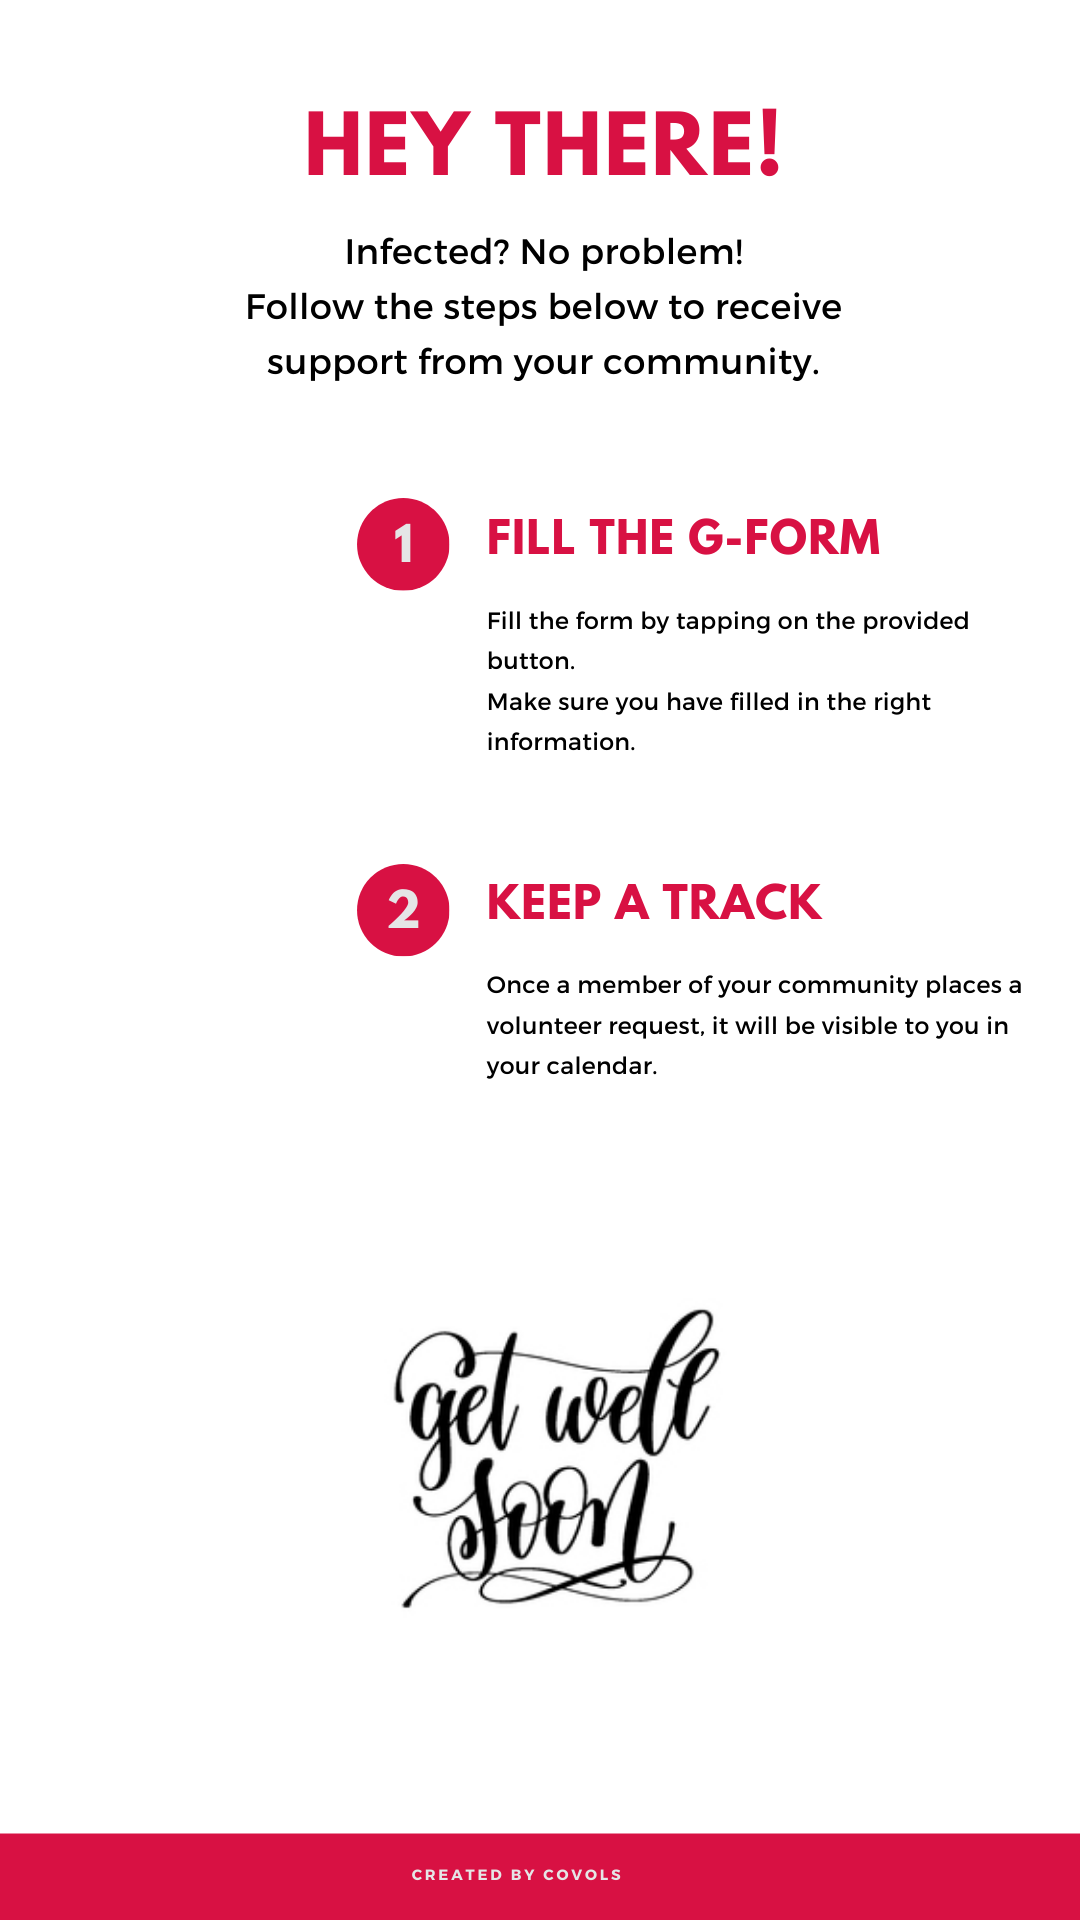 HEY THERE!
Infected? No problem!
Follow the steps below to receive
support from your community.
1
FILL THE G-FORM
Fill the form by tapping on the provided
button.
Make sure you have filled in the right
information.
2
KEEP A TRACK
Once a member of your community places a
volunteer request, it will be visible to you in
your calendar.
get well
soon
CREATED BY COVOLS